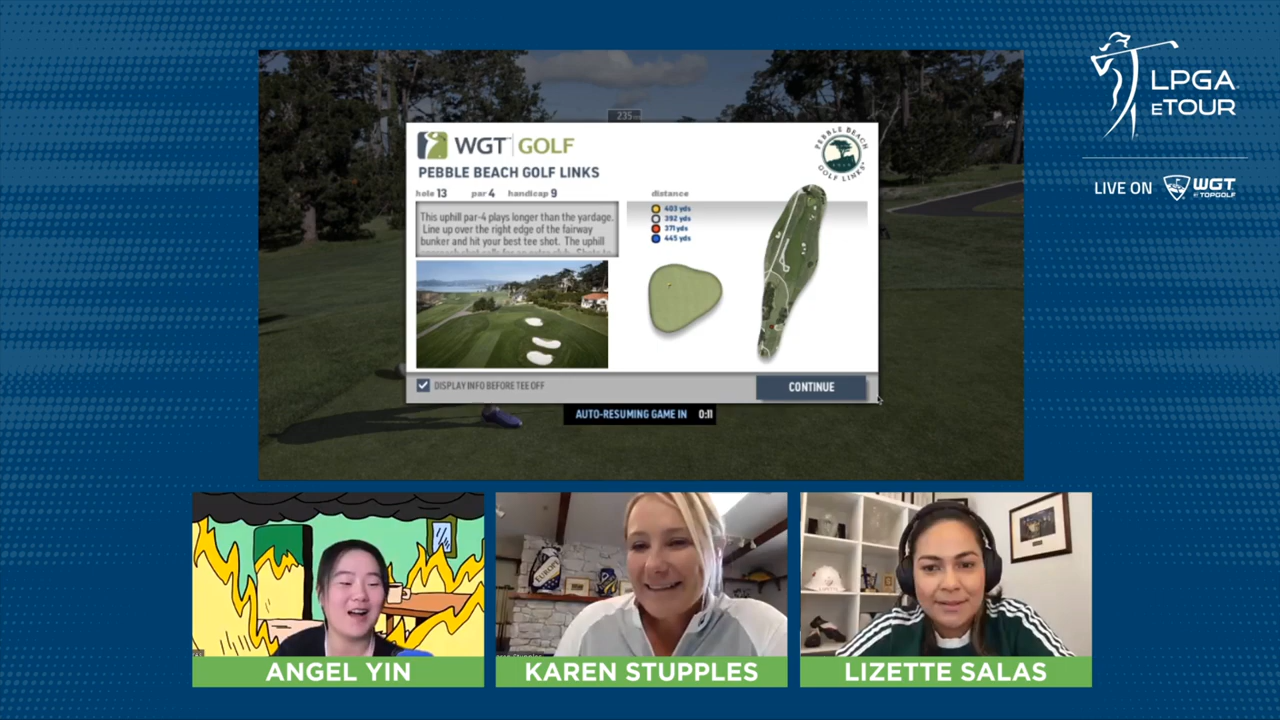 LPGA
eTOUR
LIVE ON WGT
BY TOPGOLF
235
WGT GOLF
PEBBLE BEACH GOLF LINKS
PEBBLE BEACH
GOLF LINKS
hole 13 par 4 handicap 9
distance
403 yds
392 yds
371 yds
445 yds
This uphill par-4 plays longer than the yardage.
Line up over the right edge of the fairway
bunker and hit your best tee shot. The uphill
DISPLAY INFO BEFORE TEE OFF
CONTINUE
AUTO-RESUMING GAME IN 0:11
EUROPE
ANGEL YIN
KAREN STUPPLES
LIZETTE SALAS